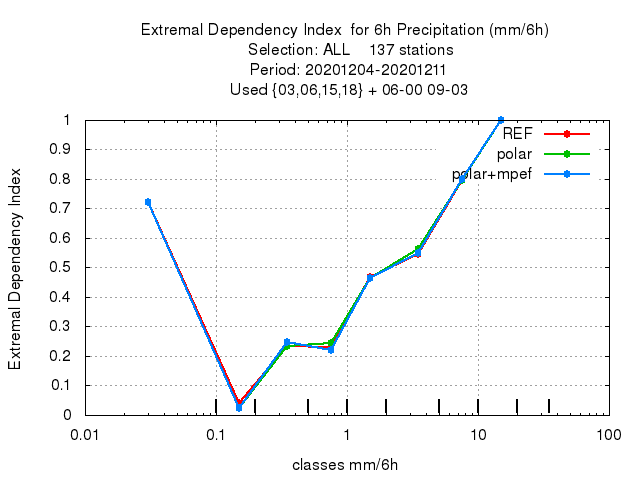 Extremal Dependency Index  for 6h Precipitation (mm/6h)
Selection: ALL    137 stations
Period: 20201204-20201211
Used {03,06,15,18} + 06-00 09-03
Extremal Dependency Index
1
0.9
0.8
0.7
0.6
0.5
0.4
0.3
0.2
0.1
0
REF
polar
polar+mpef
0.01
0.1
1
10
100
classes mm/6h